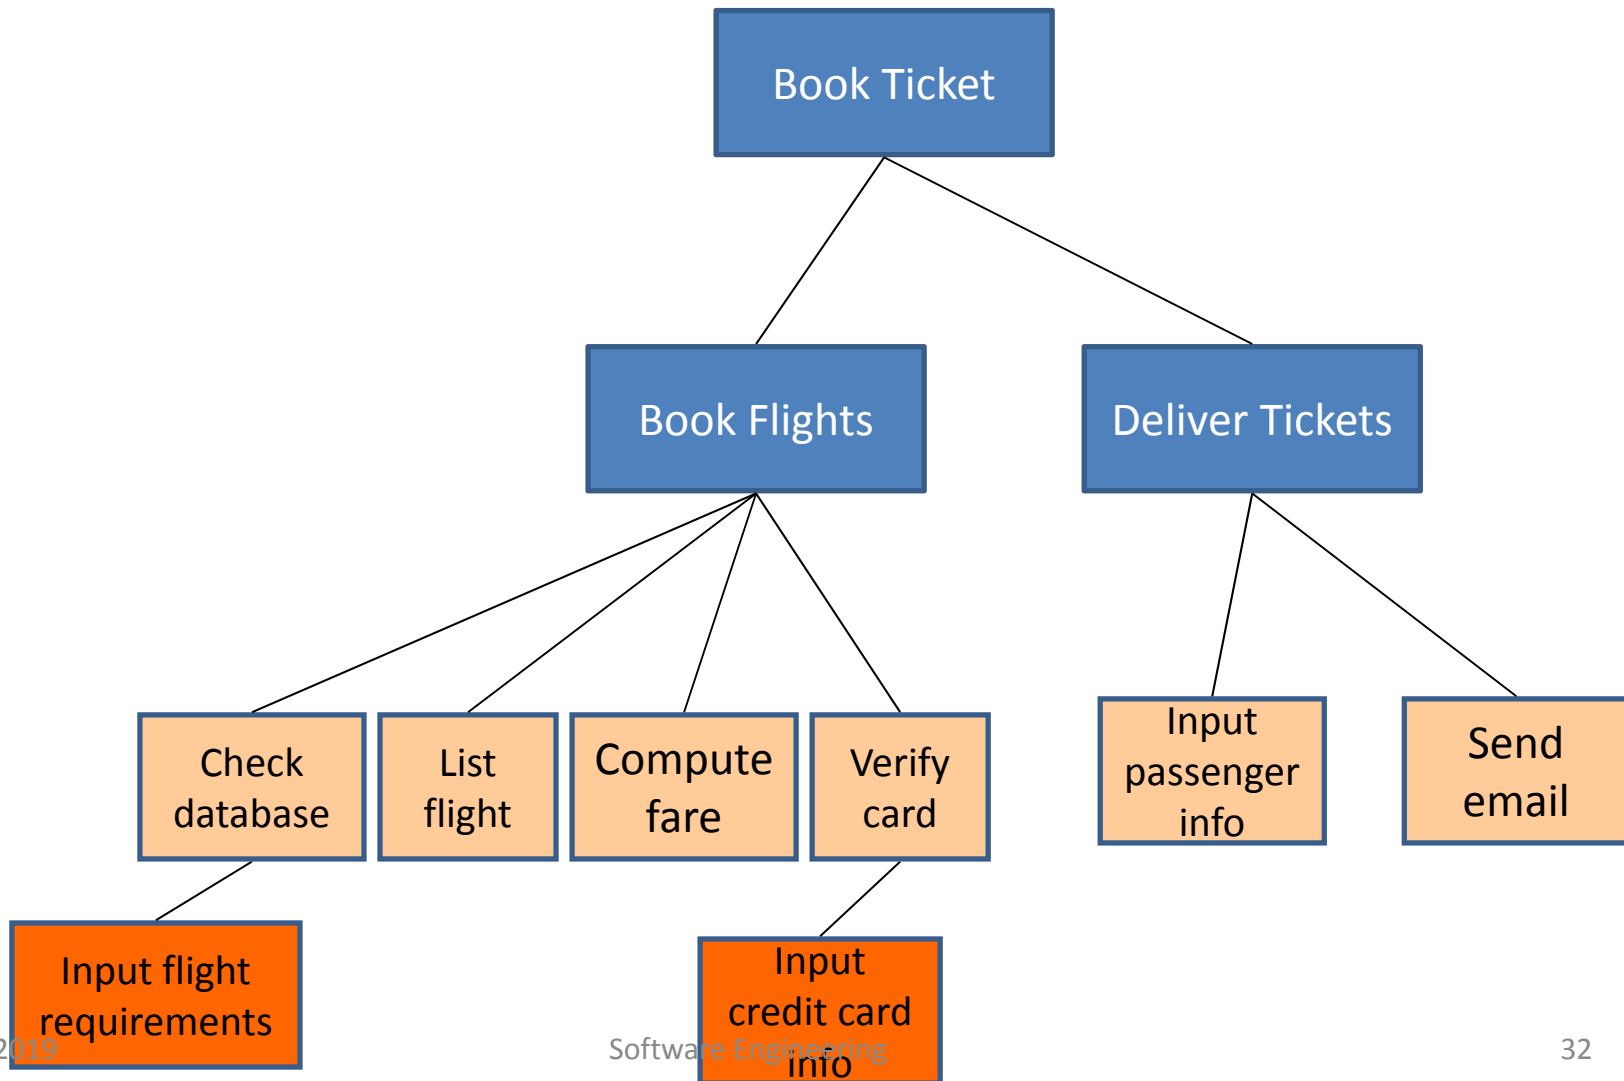 Book Ticket
Book Flights
Deliver Tickets
Check
database
List
flight
Compute
fare
Verify
card
Input
passenger
info
Send
email
Input flight
requirements
Input
credit card
info
2019
Software Engineering
32